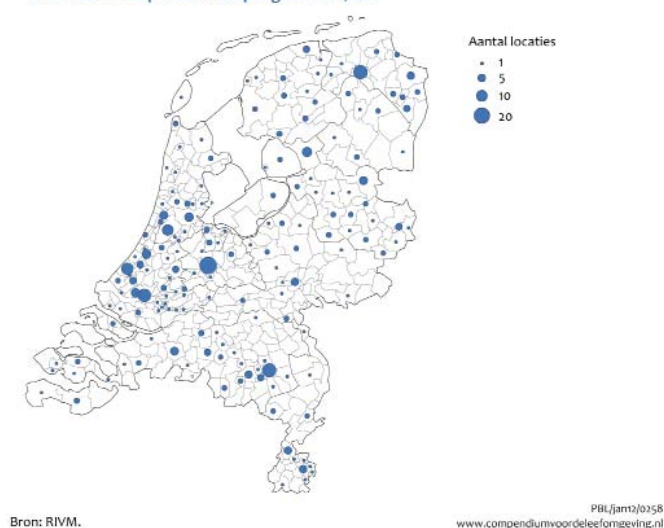 Aantal locaties
1
5
10
20
PBL/jan12/0258
Bron: RIVM.
www.compendiumvoordeleefomgeving.nl